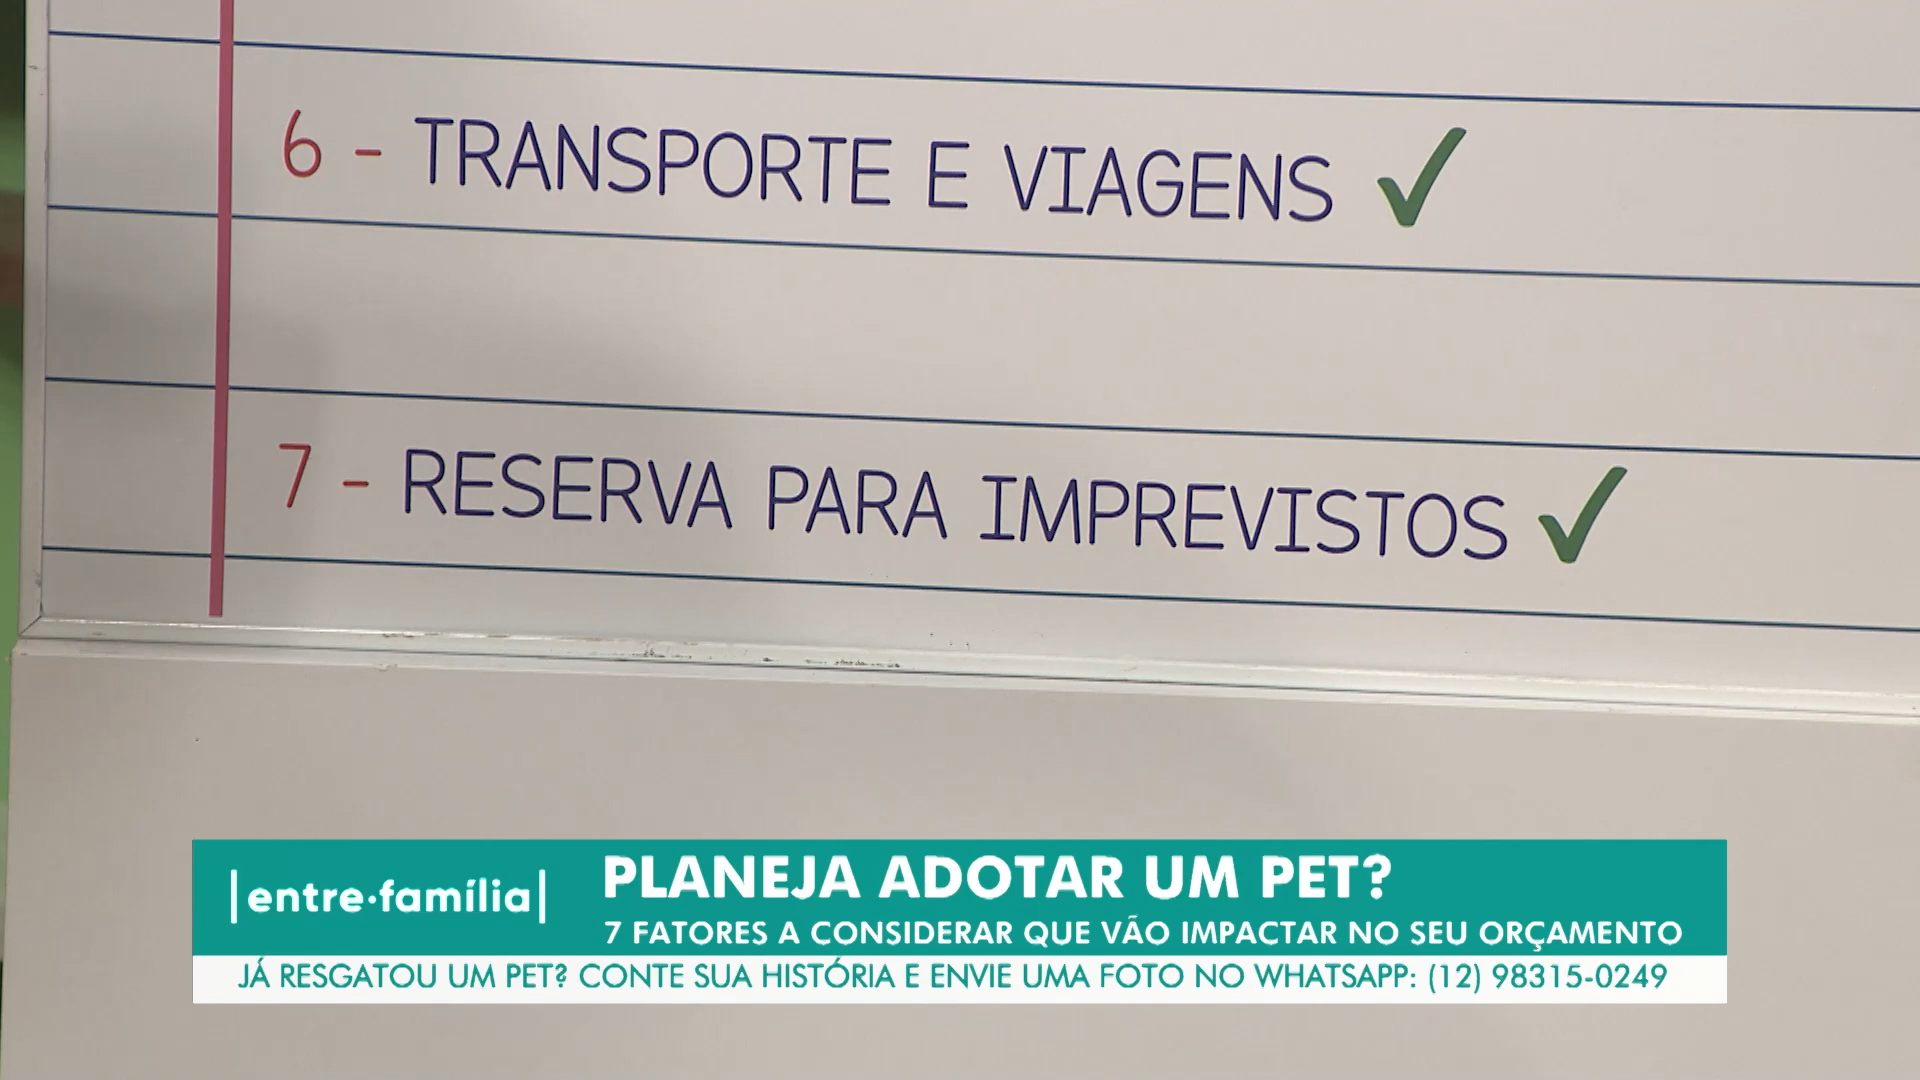 6 - TRANSPORTE E VIAGENS ✓
7 - RESERVA PARA IMPREVISTOS ✓
|entre·família|
PLANEJA ADOTAR UM PET?
7 FATORES A CONSIDERAR QUE VÃO IMPACTAR NO SEU ORÇAMENTO
JÁ RESGATOU UM PET? CONTE SUA HISTÓRIA E ENVIE UMA FOTO NO WHATSAPP: (12) 98315-0249